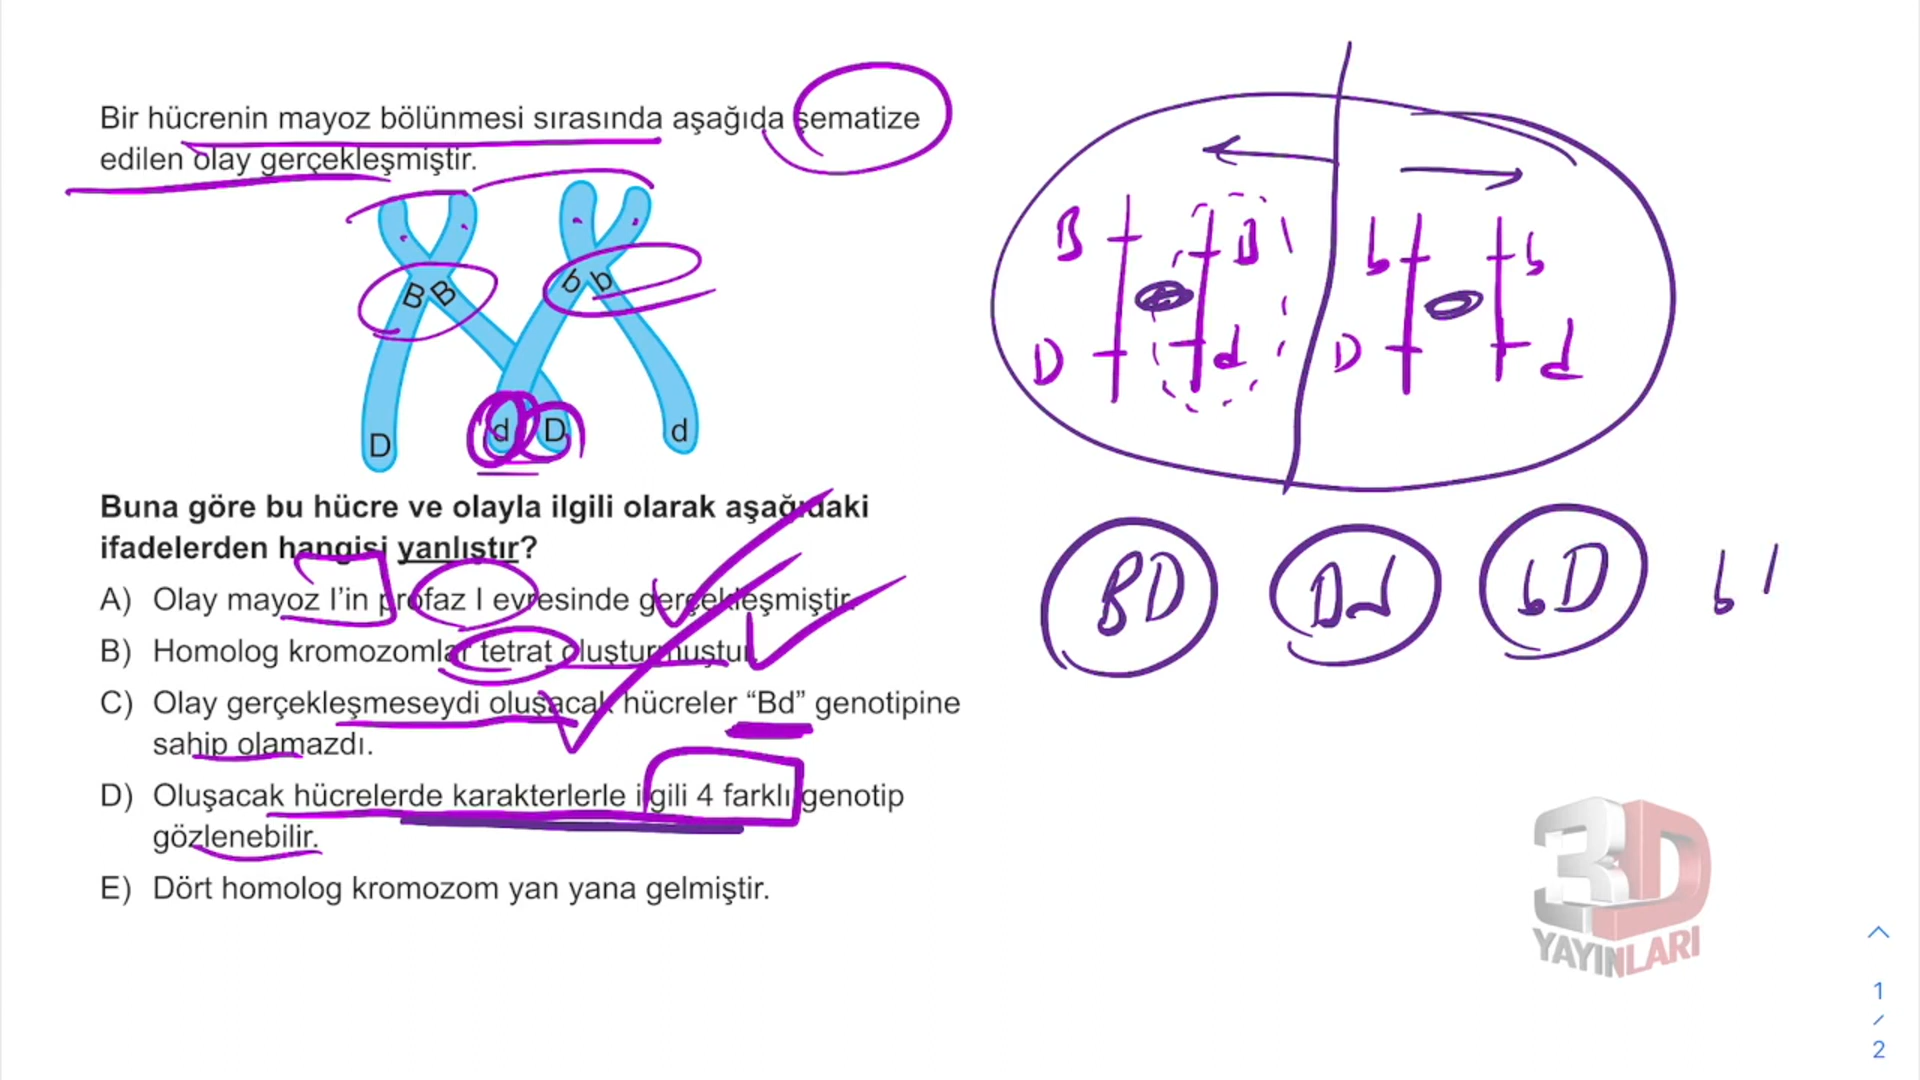 Bir hücrenin mayoz bölünmesi sırasında aşağıda şematize
edilen olay gerçekleşmiştir.
B B
b b
D
d
D
d
Buna göre bu hücre ve olayla ilgili olarak aşağıdaki
ifadelerden hangisi yanlıştır?
A) Olay mayoz I'in profaz I evresinde gerçekleşmiştir.
B) Homolog kromozomlar tetrat oluşturmuştur.
C) Olay gerçekleşmeseydi oluşacak hücreler “Bd” genotipine
sahip olamazdı.
D) Oluşacak hücrelerde karakterlerle ilgili 4 farklı genotip
gözlenebilir.
E) Dört homolog kromozom yan yana gelmiştir.
B B b b
D d D d
BD Dd bD b
3D
YAYINLARI
1
/
2